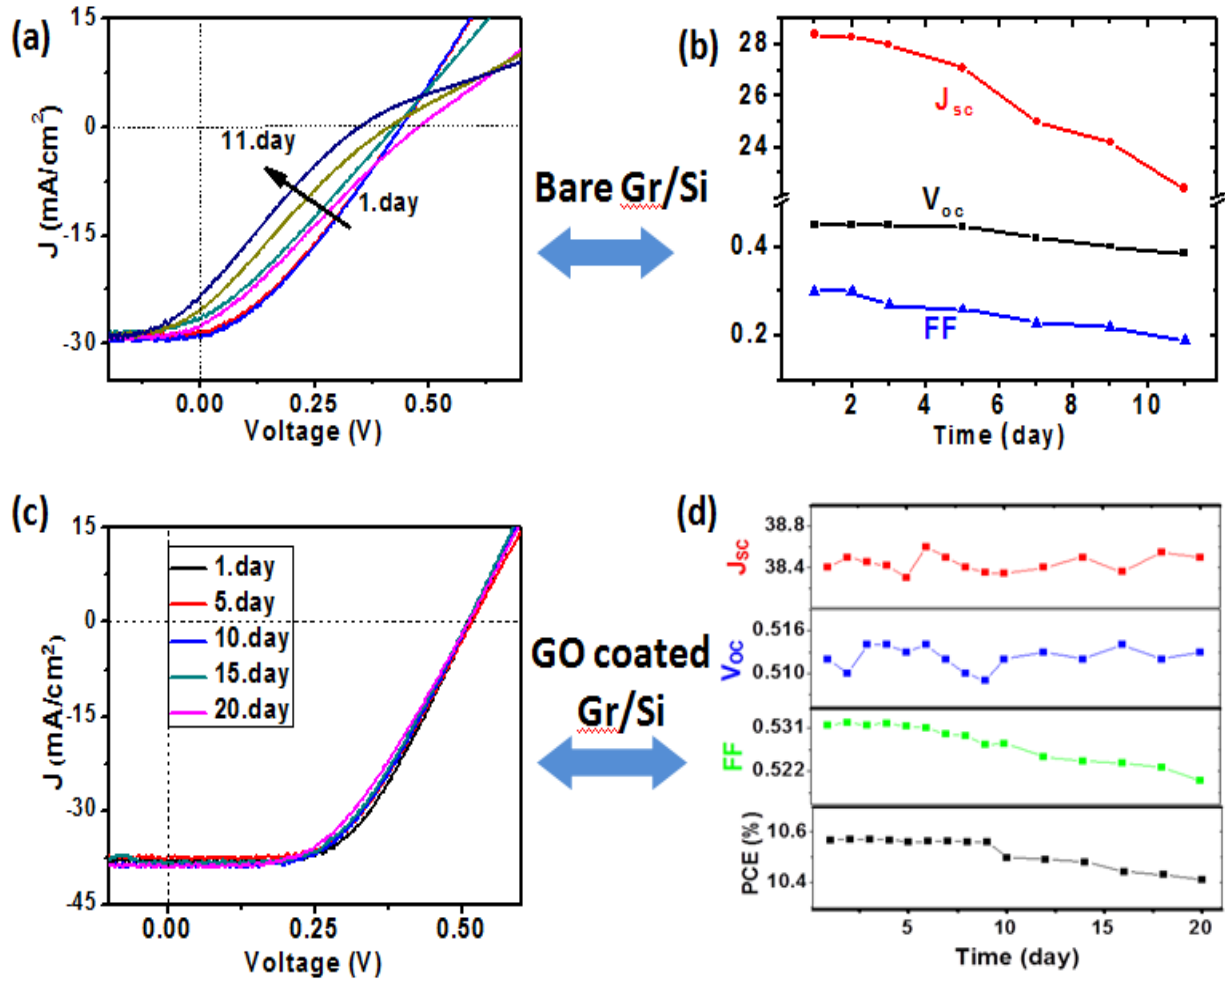 (a)
15
0
-15
-30
J (mA/cm²)
11.day
1.day
0.00 0.25 0.50
Voltage (V)
Bare Gr/Si
(b)
28
26
24
0.4
0.2
Jsc
Voc
FF
2 4 6 8 10
Time (day)
(c)
15
0
-15
-30
-45
J (mA/cm²)
1.day
5.day
10.day
15.day
20.day
0.00 0.25 0.50
Voltage (V)
GO coated
Gr/Si
(d)
38.8
38.4
JSC
0.516
0.510
VOC
0.531
0.522
FF
10.6
10.4
PCE (%)
5 10 15 20
Time (day)